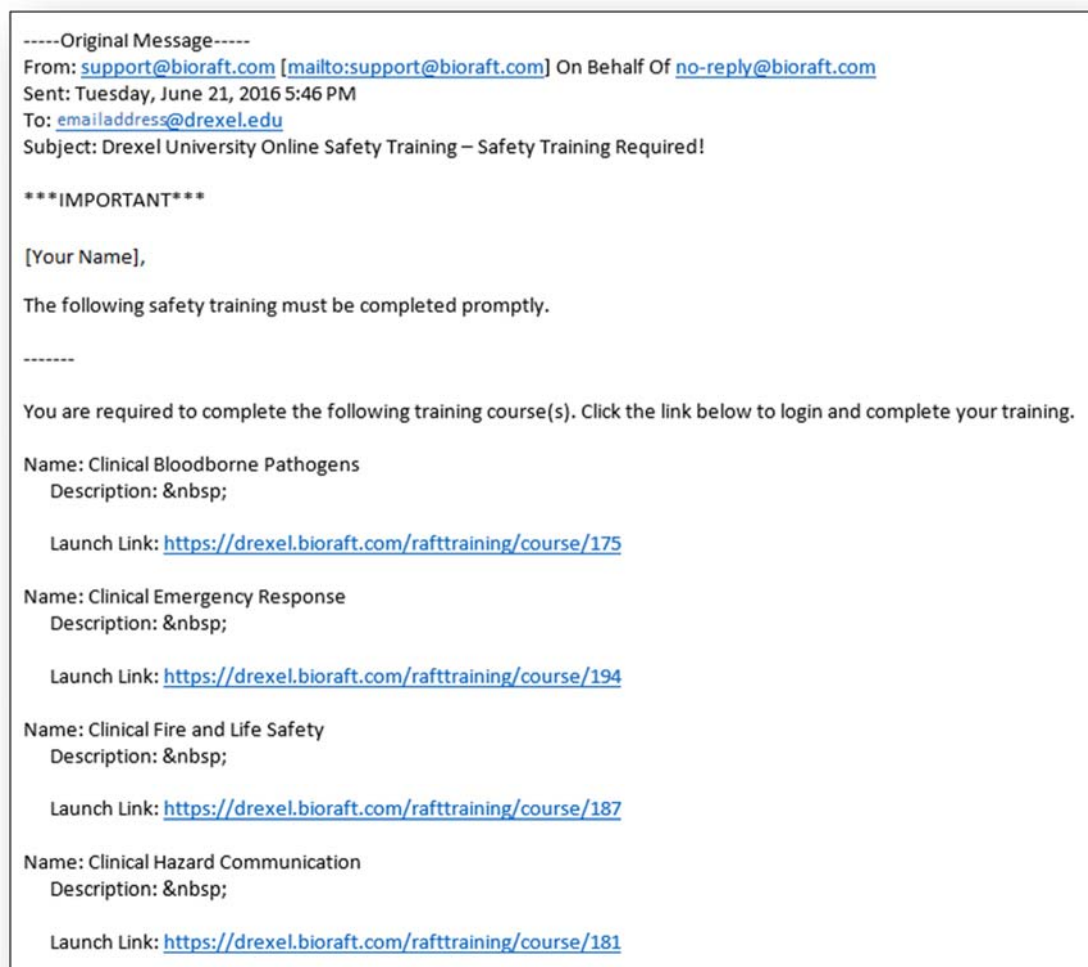 -----Original Message-----
From: support@bioraft.com [mailto:support@bioraft.com] On Behalf Of no-reply@bioraft.com
Sent: Tuesday, June 21, 2016 5:46 PM
To: emailaddress@drexel.edu
Subject: Drexel University Online Safety Training – Safety Training Required!
***IMPORTANT***
[Your Name],
The following safety training must be completed promptly.
-------
You are required to complete the following training course(s). Click the link below to login and complete your training.
Name: Clinical Bloodborne Pathogens
Description: &nbsp;
Launch Link: https://drexel.bioraft.com/rafttraining/course/175
Name: Clinical Emergency Response
Description: &nbsp;
Launch Link: https://drexel.bioraft.com/rafttraining/course/194
Name: Clinical Fire and Life Safety
Description: &nbsp;
Launch Link: https://drexel.bioraft.com/rafttraining/course/187
Name: Clinical Hazard Communication
Description: &nbsp;
Launch Link: https://drexel.bioraft.com/rafttraining/course/181